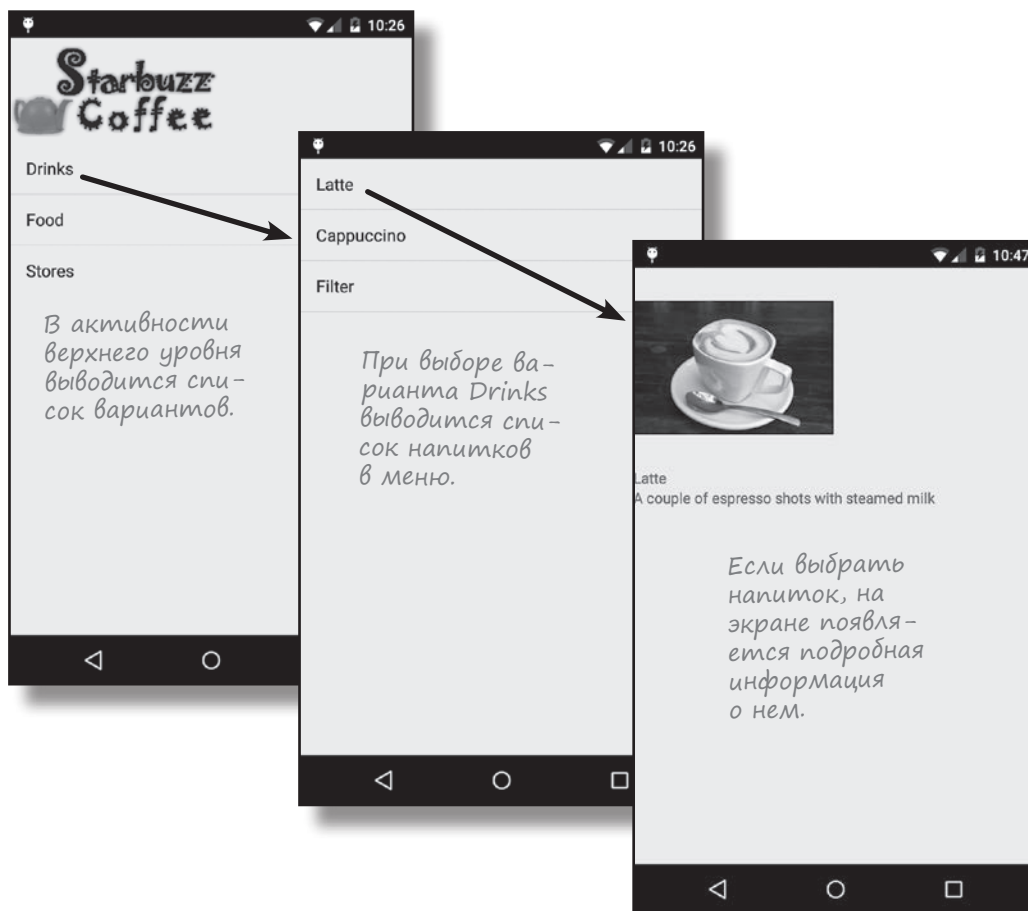 10:26
Starbuzz
Coffee
Drinks
Food
Stores
В активности
верхнего уровня
выводится спи-
сок вариантов.
10:26
Latte
Cappuccino
Filter
При выборе ва-
рианта Drinks
выводится спи-
сок напитков
в меню.
10:47
Latte
A couple of espresso shots with steamed milk
Если выбрать
напиток, на
экране появля-
ется подробная
информация
о нем.